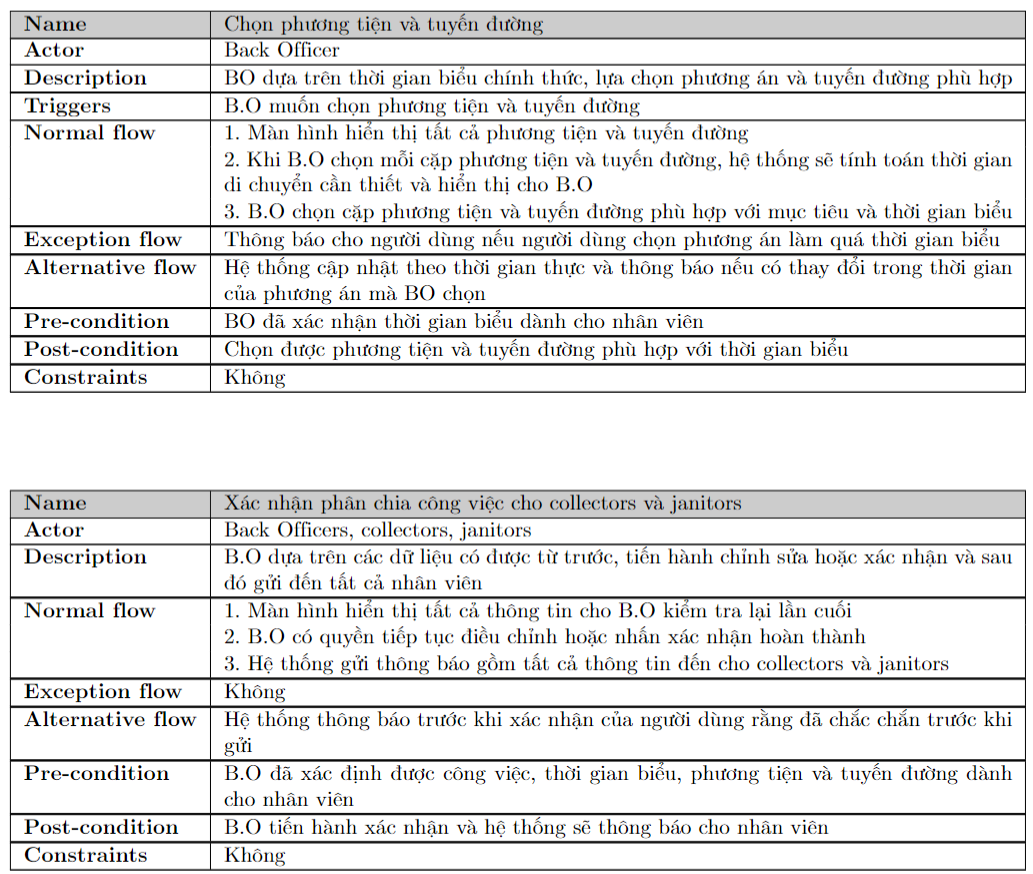 Name Chọn phương tiện và tuyến đường
Actor Back Officer
Description BO dựa trên thời gian biểu chính thức, lựa chọn phương án và tuyến đường phù hợp
Triggers B.O muốn chọn phương tiện và tuyến đường
Normal flow 1. Màn hình hiển thị tất cả phương tiện và tuyến đường
2. Khi B.O chọn mỗi cặp phương tiện và tuyến đường, hệ thống sẽ tính toán thời gian
di chuyển cần thiết và hiển thị cho B.O
3. B.O chọn cặp phương tiện và tuyến đường phù hợp với mục tiêu và thời gian biểu
Exception flow Thông báo cho người dùng nếu người dùng chọn phương án làm quá thời gian biểu
Alternative flow Hệ thống cập nhật theo thời gian thực và thông báo nếu có thay đổi trong thời gian
của phương án mà BO chọn
Pre-condition BO đã xác nhận thời gian biểu dành cho nhân viên
Post-condition Chọn được phương tiện và tuyến đường phù hợp với thời gian biểu
Constraints Không
Name Xác nhận phân chia công việc cho collectors và janitors
Actor Back Officers, collectors, janitors
Description B.O dựa trên các dữ liệu có được từ trước, tiến hành chỉnh sửa hoặc xác nhận và sau
đó gửi đến tất cả nhân viên
Normal flow 1. Màn hình hiển thị tất cả thông tin cho B.O kiểm tra lại lần cuối
2. B.O có quyền tiếp tục điều chỉnh hoặc nhấn xác nhận hoàn thành
3. Hệ thống gửi thông báo gồm tất cả thông tin đến cho collectors và janitors
Exception flow Không
Alternative flow Hệ thống thông báo trước khi xác nhận của người dùng rằng đã chắc chắn trước khi
gửi
Pre-condition B.O đã xác định được công việc, thời gian biểu, phương tiện và tuyến đường dành
cho nhân viên
Post-condition B.O tiến hành xác nhận và hệ thống sẽ thông báo cho nhân viên
Constraints Không